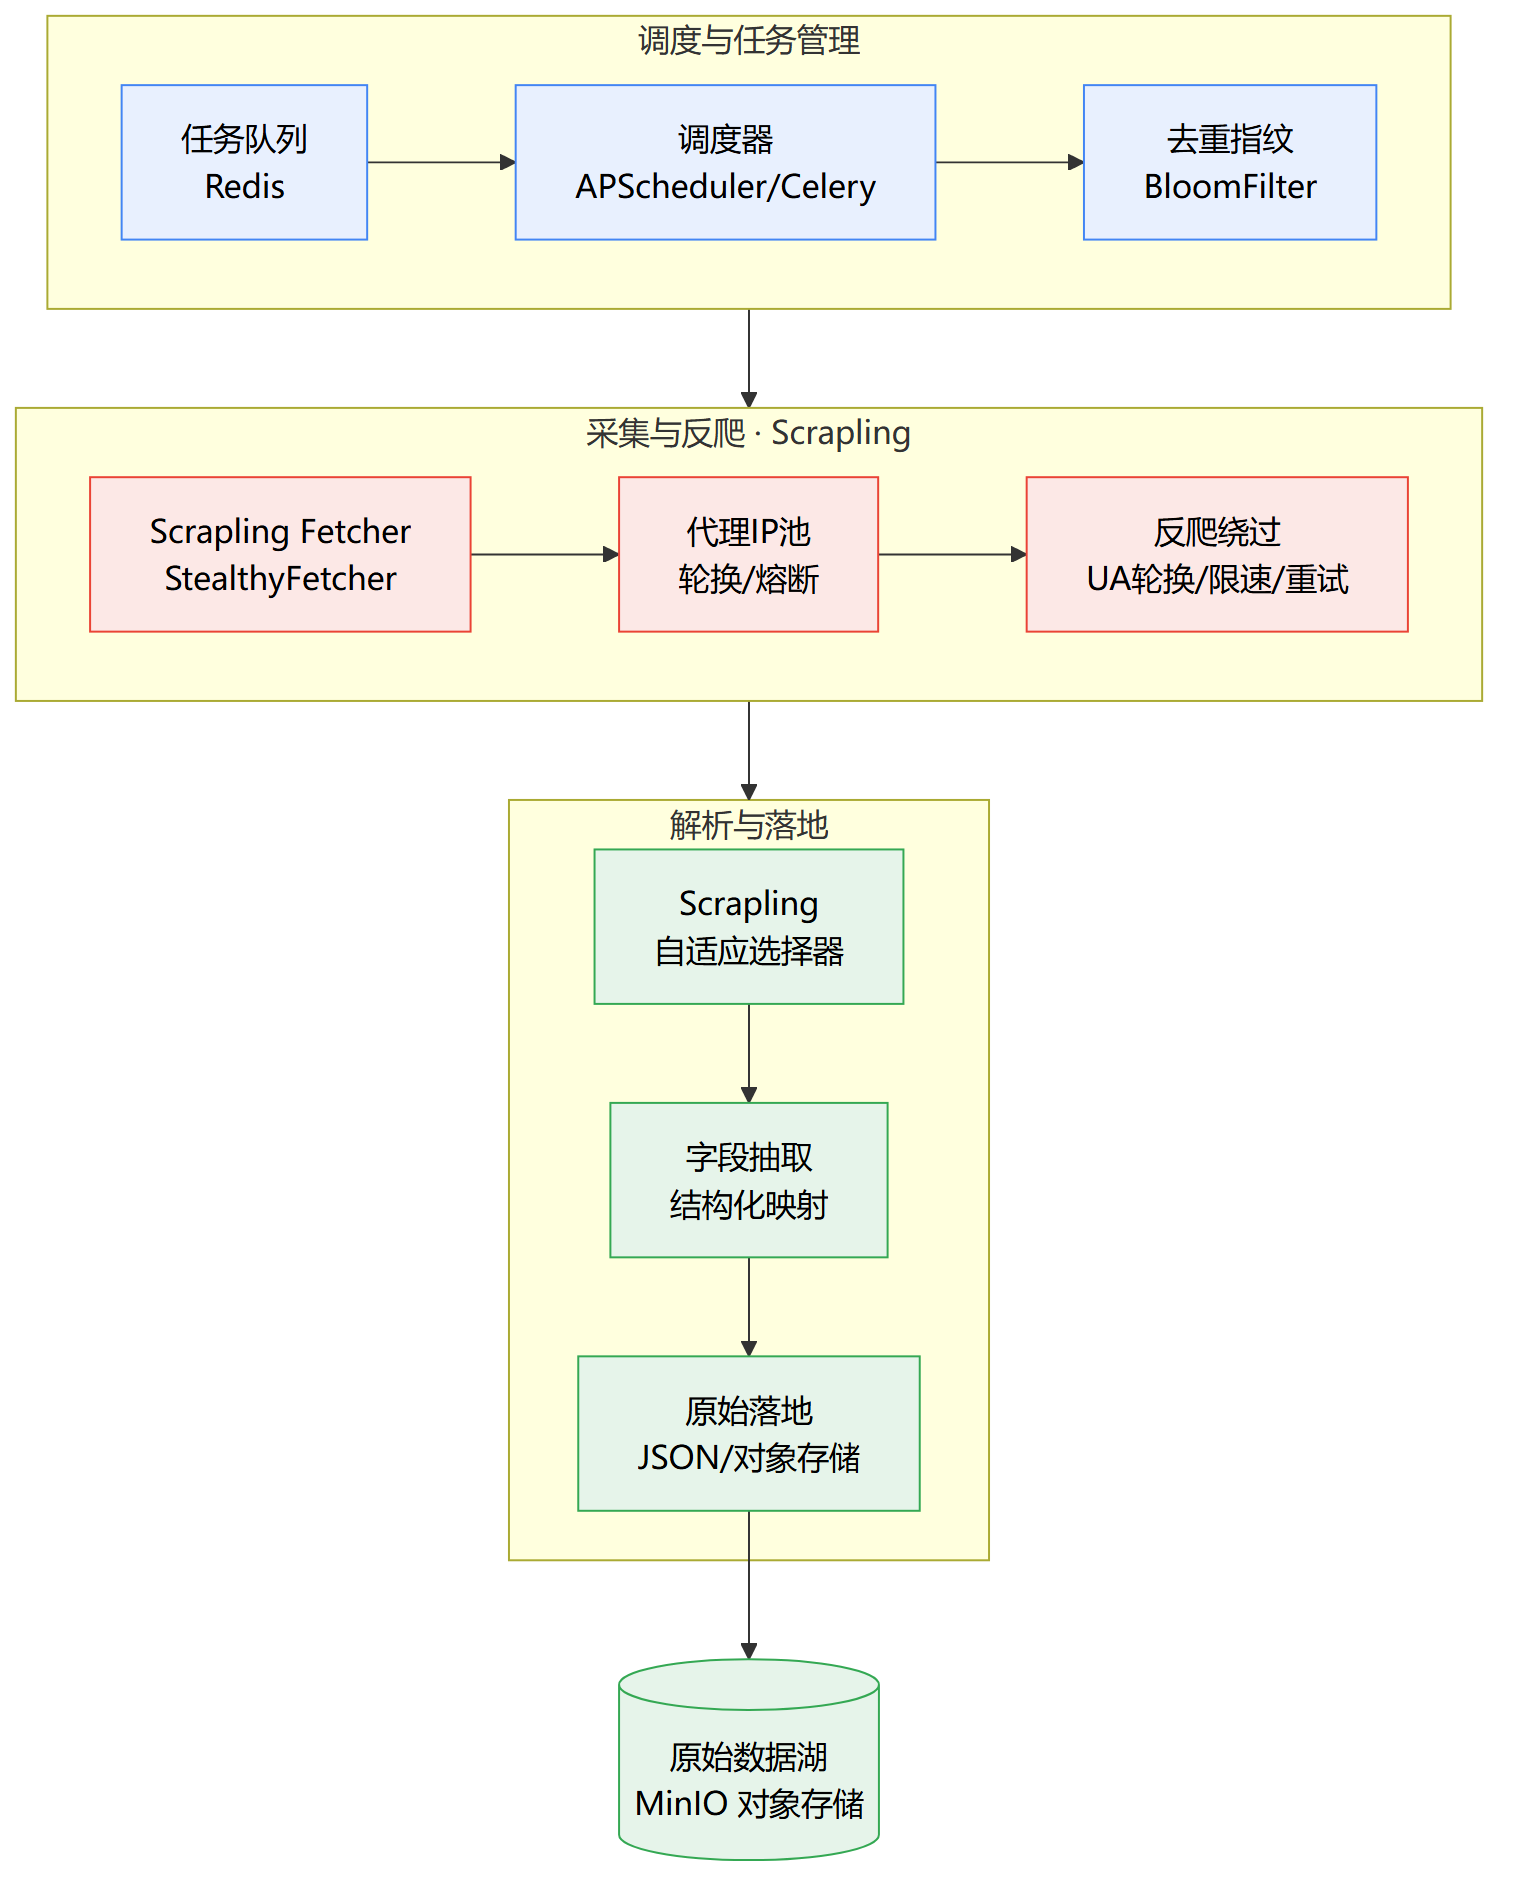 调度与任务管理
任务队列
Redis
调度器
APScheduler/Celery
去重指纹
BloomFilter
采集与反爬 · Scrapling
Scrapling Fetcher
StealthyFetcher
代理IP池
轮换/熔断
反爬绕过
UA轮换/限速/重试
解析与落地
Scrapling
自适应选择器
字段抽取
结构化映射
原始落地
JSON/对象存储
原始数据湖
MinIO 对象存储